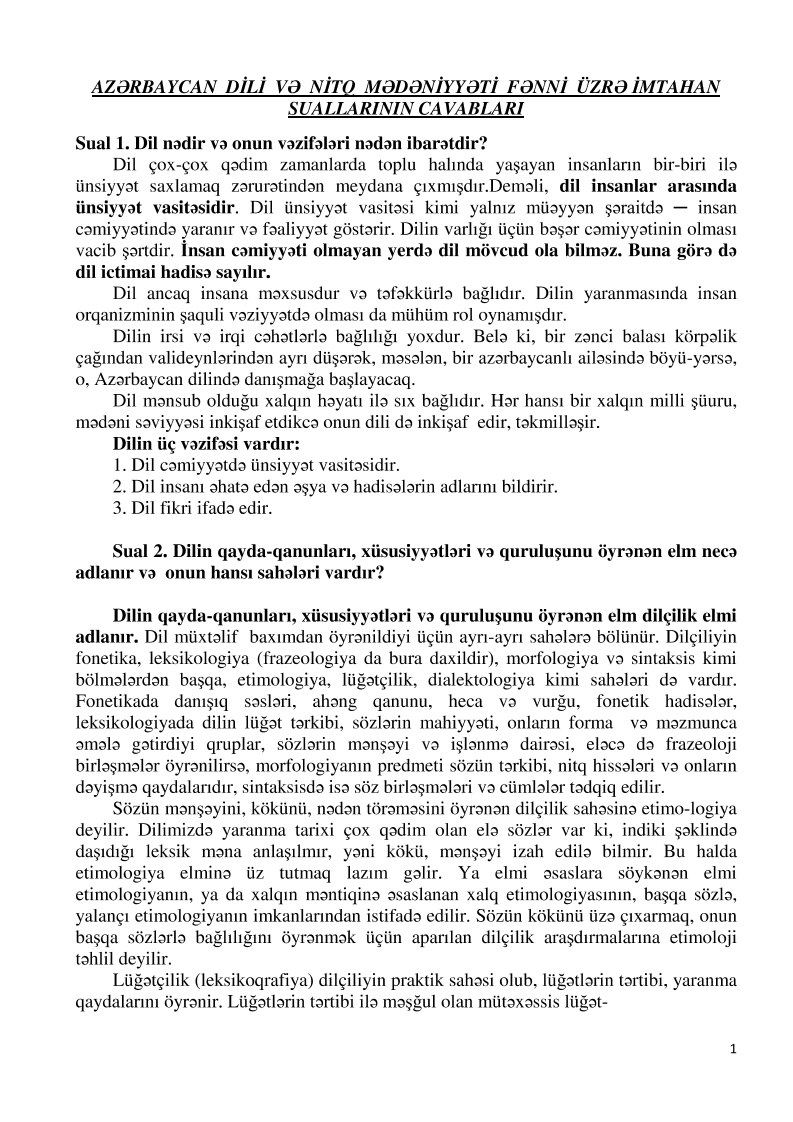 AZƏRBAYCAN DİLİ VƏ NİTQ MƏDƏNİYYƏTİ FƏNNİ ÜZRƏ İMTAHAN
SUALLARININ CAVABLARI
Sual 1. Dil nədir və onun vəzifələri nədən ibarətdir?
Dil çox-çox qədim zamanlarda toplu halında yaşayan insanların bir-biri ilə
ünsiyyət saxlamaq zərurətindən meydana çıxmışdır.Deməli, dil insanlar arasında
ünsiyyət vasitəsidir. Dil ünsiyyət vasitəsi kimi yalnız müəyyən şəraitdə ─ insan
cəmiyyətində yaranır və fəaliyyət göstərir. Dilin varlığı üçün bəşər cəmiyyətinin olması
vacib şərtdir. İnsan cəmiyyəti olmayan yerdə dil mövcud ola bilməz. Buna görə də
dil ictimai hadisə sayılır.
Dil ancaq insana məxsusdur və təfəkkürlə bağlıdır. Dilin yaranmasında insan
orqanizminin şaquli vəziyyətdə olması da mühüm rol oynamışdır.
Dilin irsi və irqi cəhətlərlə bağlılığı yoxdur. Belə ki, bir zənci balası körpəlik
çağından valideynlərindən ayrı düşərək, məsələn, bir azərbaycanlı ailəsində böyü-yərsə,
o, Azərbaycan dilində danışmağa başlayacaq.
Dil mənsub olduğu xalqın həyatı ilə sıx bağlıdır. Hər hansı bir xalqın milli şüuru,
mədəni səviyyəsi inkişaf etdikcə onun dili də inkişaf edir, təkmilləşir.
Dilin üç vəzifəsi vardır:
1. Dil cəmiyyətdə ünsiyyət vasitəsidir.
2. Dil insanı əhatə edən əşya və hadisələrin adlarını bildirir.
3. Dil fikri ifadə edir.
Sual 2. Dilin qayda-qanunları, xüsusiyyətləri və quruluşunu öyrənən elm necə
adlanır və onun hansı sahələri vardır?
Dilin qayda-qanunları, xüsusiyyətləri və quruluşunu öyrənən elm dilçilik elmi
adlanır. Dil müxtəlif baxımdan öyrənildiyi üçün ayrı-ayrı sahələrə bölünür. Dilçiliyin
fonetika, leksikologiya (frazeologiya da bura daxildir), morfologiya və sintaksis kimi
bölmələrdən başqa, etimologiya, lüğətçilik, dialektologiya kimi sahələri də vardır.
Fonetikada danışıq səsləri, ahəng qanunu, heca və vurğu, fonetik hadisələr,
leksikologiyada dilin lüğət tərkibi, sözlərin mahiyyəti, onların forma və məzmunca
əmələ gətirdiyi qruplar, sözlərin mənşəyi və işlənmə dairəsi, eləcə də frazeoloji
birləşmələr öyrənilirsə, morfologiyanın predmeti sözün tərkibi, nitq hissələri və onların
dəyişmə qaydalarıdır, sintaksisdə isə söz birləşmələri və cümlələr tədqiq edilir.
Sözün mənşəyini, kökünü, nədən törəməsini öyrənən dilçilik sahəsinə etimo-logiya
deyilir. Dilimizdə yaranma tarixi çox qədim olan elə sözlər var ki, indiki şəklində
daşıdığı leksik məna anlaşılmır, yəni kökü, mənşəyi izah edilə bilmir. Bu halda
etimologiya elminə üz tutmaq lazım gəlir. Ya elmi əsaslara söykənən elmi
etimologiyanın, ya da xalqın məntiqinə əsaslanan xalq etimologiyasının, başqa sözlə,
yalançı etimologiyanın imkanlarından istifadə edilir. Sözün kökünü üzə çıxarmaq, onun
başqa sözlərlə bağlılığını öyrənmək üçün aparılan dilçilik araşdırmalarına etimoloji
təhlil deyilir.
Lüğətçilik (leksikoqrafiya) dilçiliyin praktik sahəsi olub, lüğətlərin tərtibi, yaranma
qaydalarını öyrənir. Lüğətlərin tərtibi ilə məşğul olan mütəxəssis lüğət-
1